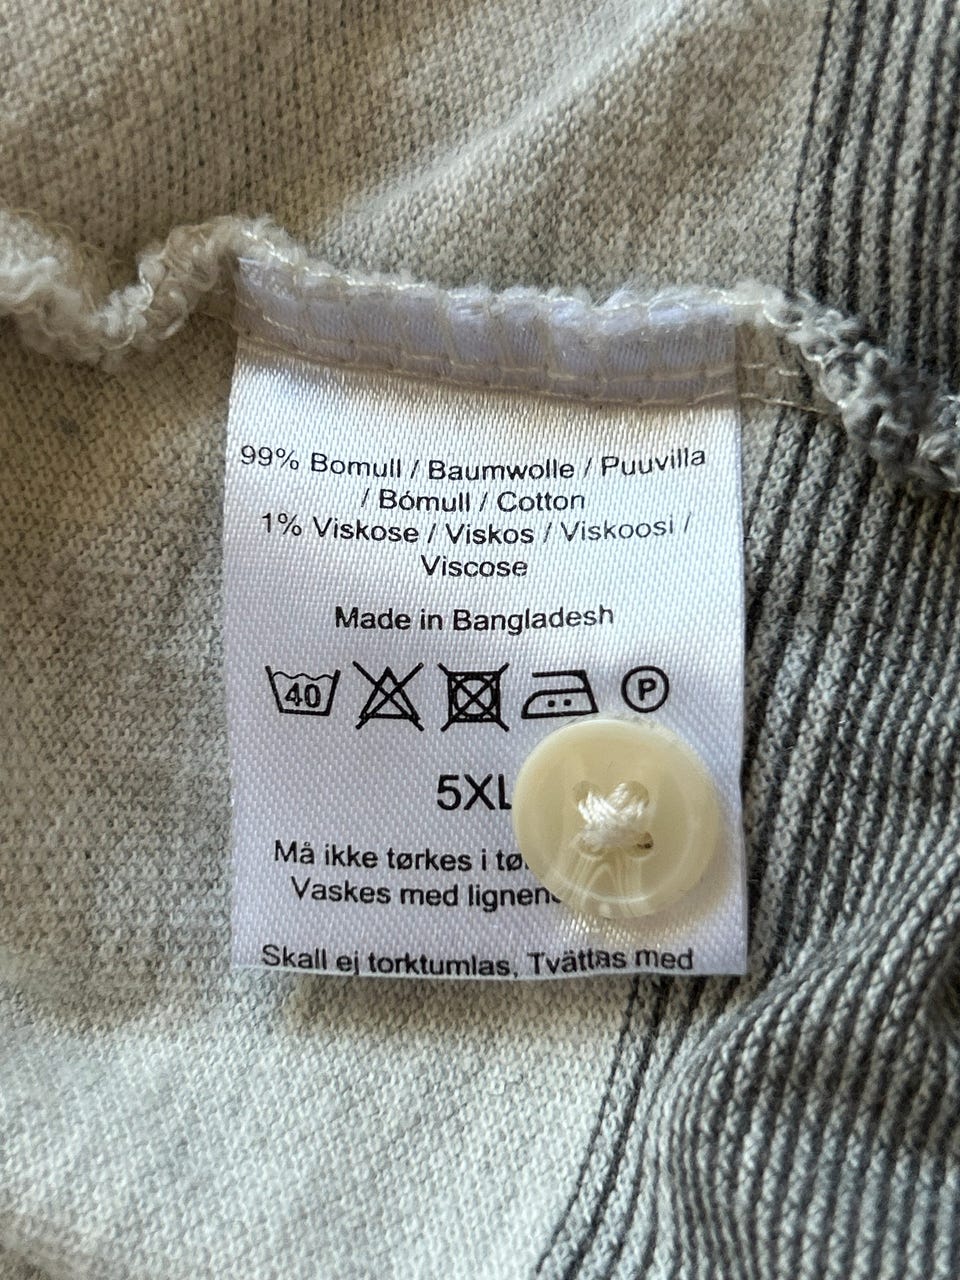 99% Bomull / Baumwolle / Puuvilla
/ Bómull / Cotton
1% Viskose / Viskos / Viskoosi /
Viscose
Made in Bangladesh
40 P
5XL
Må ikke tørkes i
Vaskes med
Skall ej torktumlas, Tvättas med